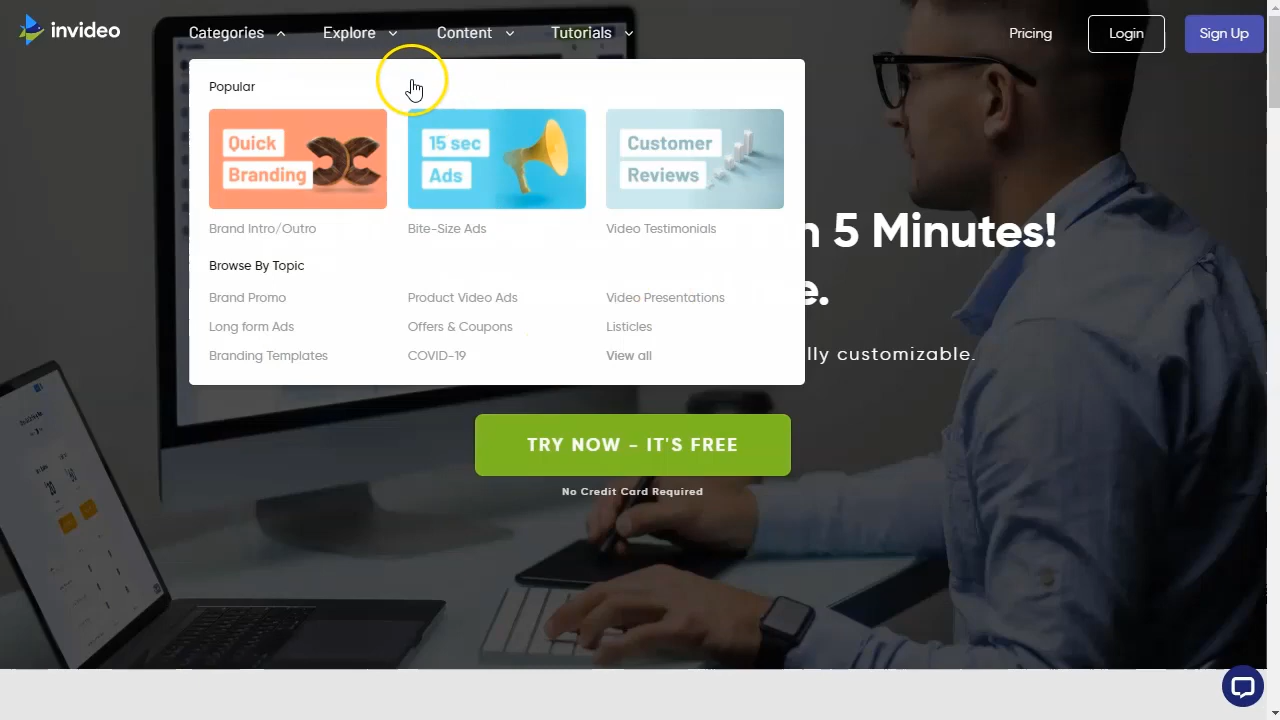 invideo
Categories Explore Content Tutorials Pricing Login Sign Up
Popular
Quick Branding
15 sec Ads
Customer Reviews
Brand Intro/Outro Bite-Size Ads Video Testimonials
Browse By Topic
Brand Promo Product Video Ads Video Presentations
Long form Ads Offers & Coupons Listicles
Branding Templates COVID-19 View all
5 Minutes!
customizable.
TRY NOW - IT'S FREE
No Credit Card Required